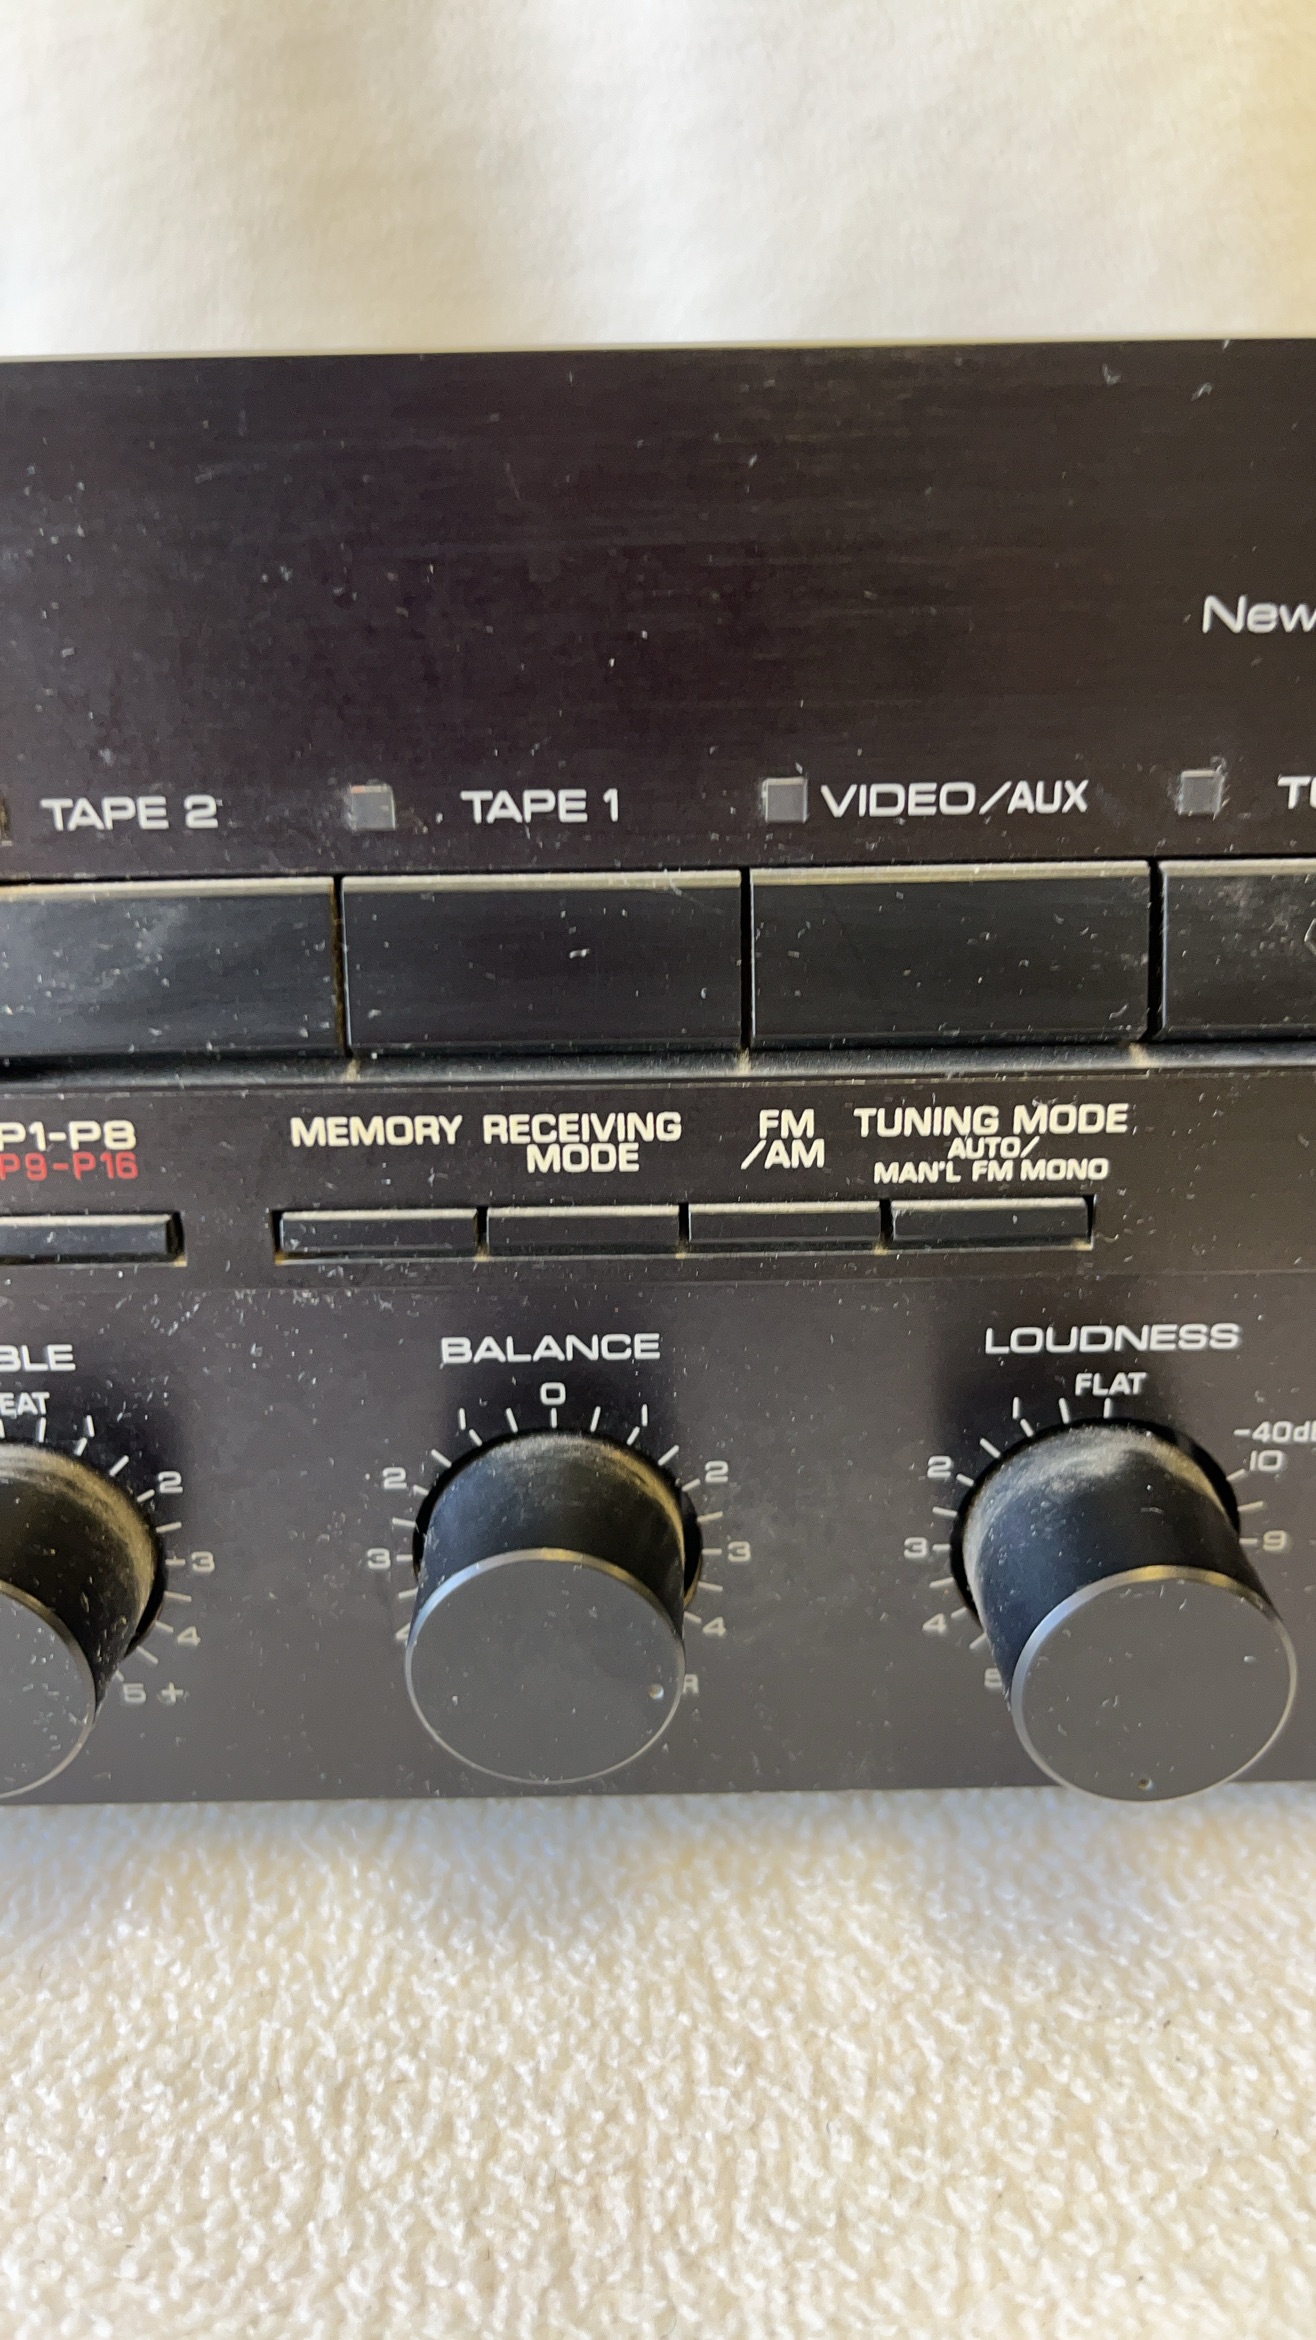 New
TAPE 2
TAPE 1
VIDEO/AUX
P1-P8
P9-P16
MEMORY
RECEIVING
MODE
FM
/AM
TUNING MODE
AUTO/
MAN'L FM MONO
BALANCE
0
2
2
3
3
4
R
LOUDNESS
FLAT
2
3
4
5
10
9
2
3
4
5 +